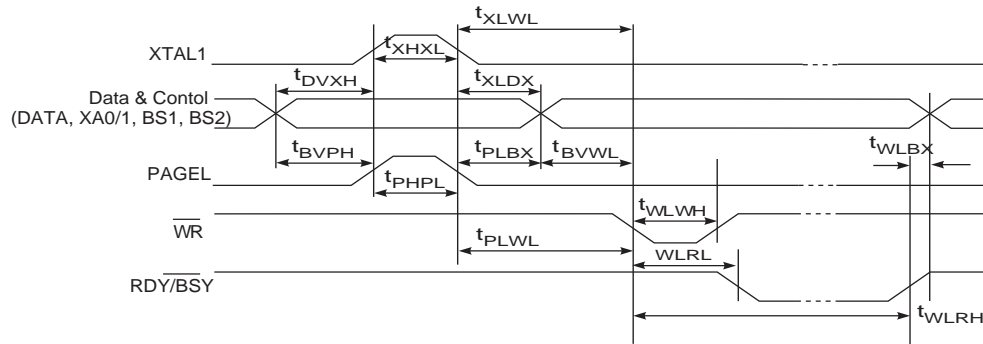 tXLWL
XTAL1
tXHXL
tDVXH
tXLDX
Data & Contol
(DATA, XA0/1, BS1, BS2)
tBVPH
tPLBX
tBVWL
tWLBX
PAGEL
tPHPL
WR
tWLWH
tPLWL
WLRL
RDY/BSY
tWLRH